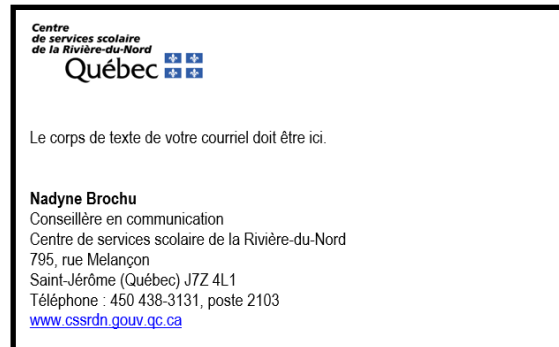 Centre
de services scolaire
de la Rivière-du-Nord
Québec
Le corps de texte de votre courriel doit être ici.
Nadyne Brochu
Conseillère en communication
Centre de services scolaire de la Rivière-du-Nord
795, rue Melançon
Saint-Jérôme (Québec) J7Z 4L1
Téléphone : 450 438-3131, poste 2103
www.cssrdn.gouv.qc.ca